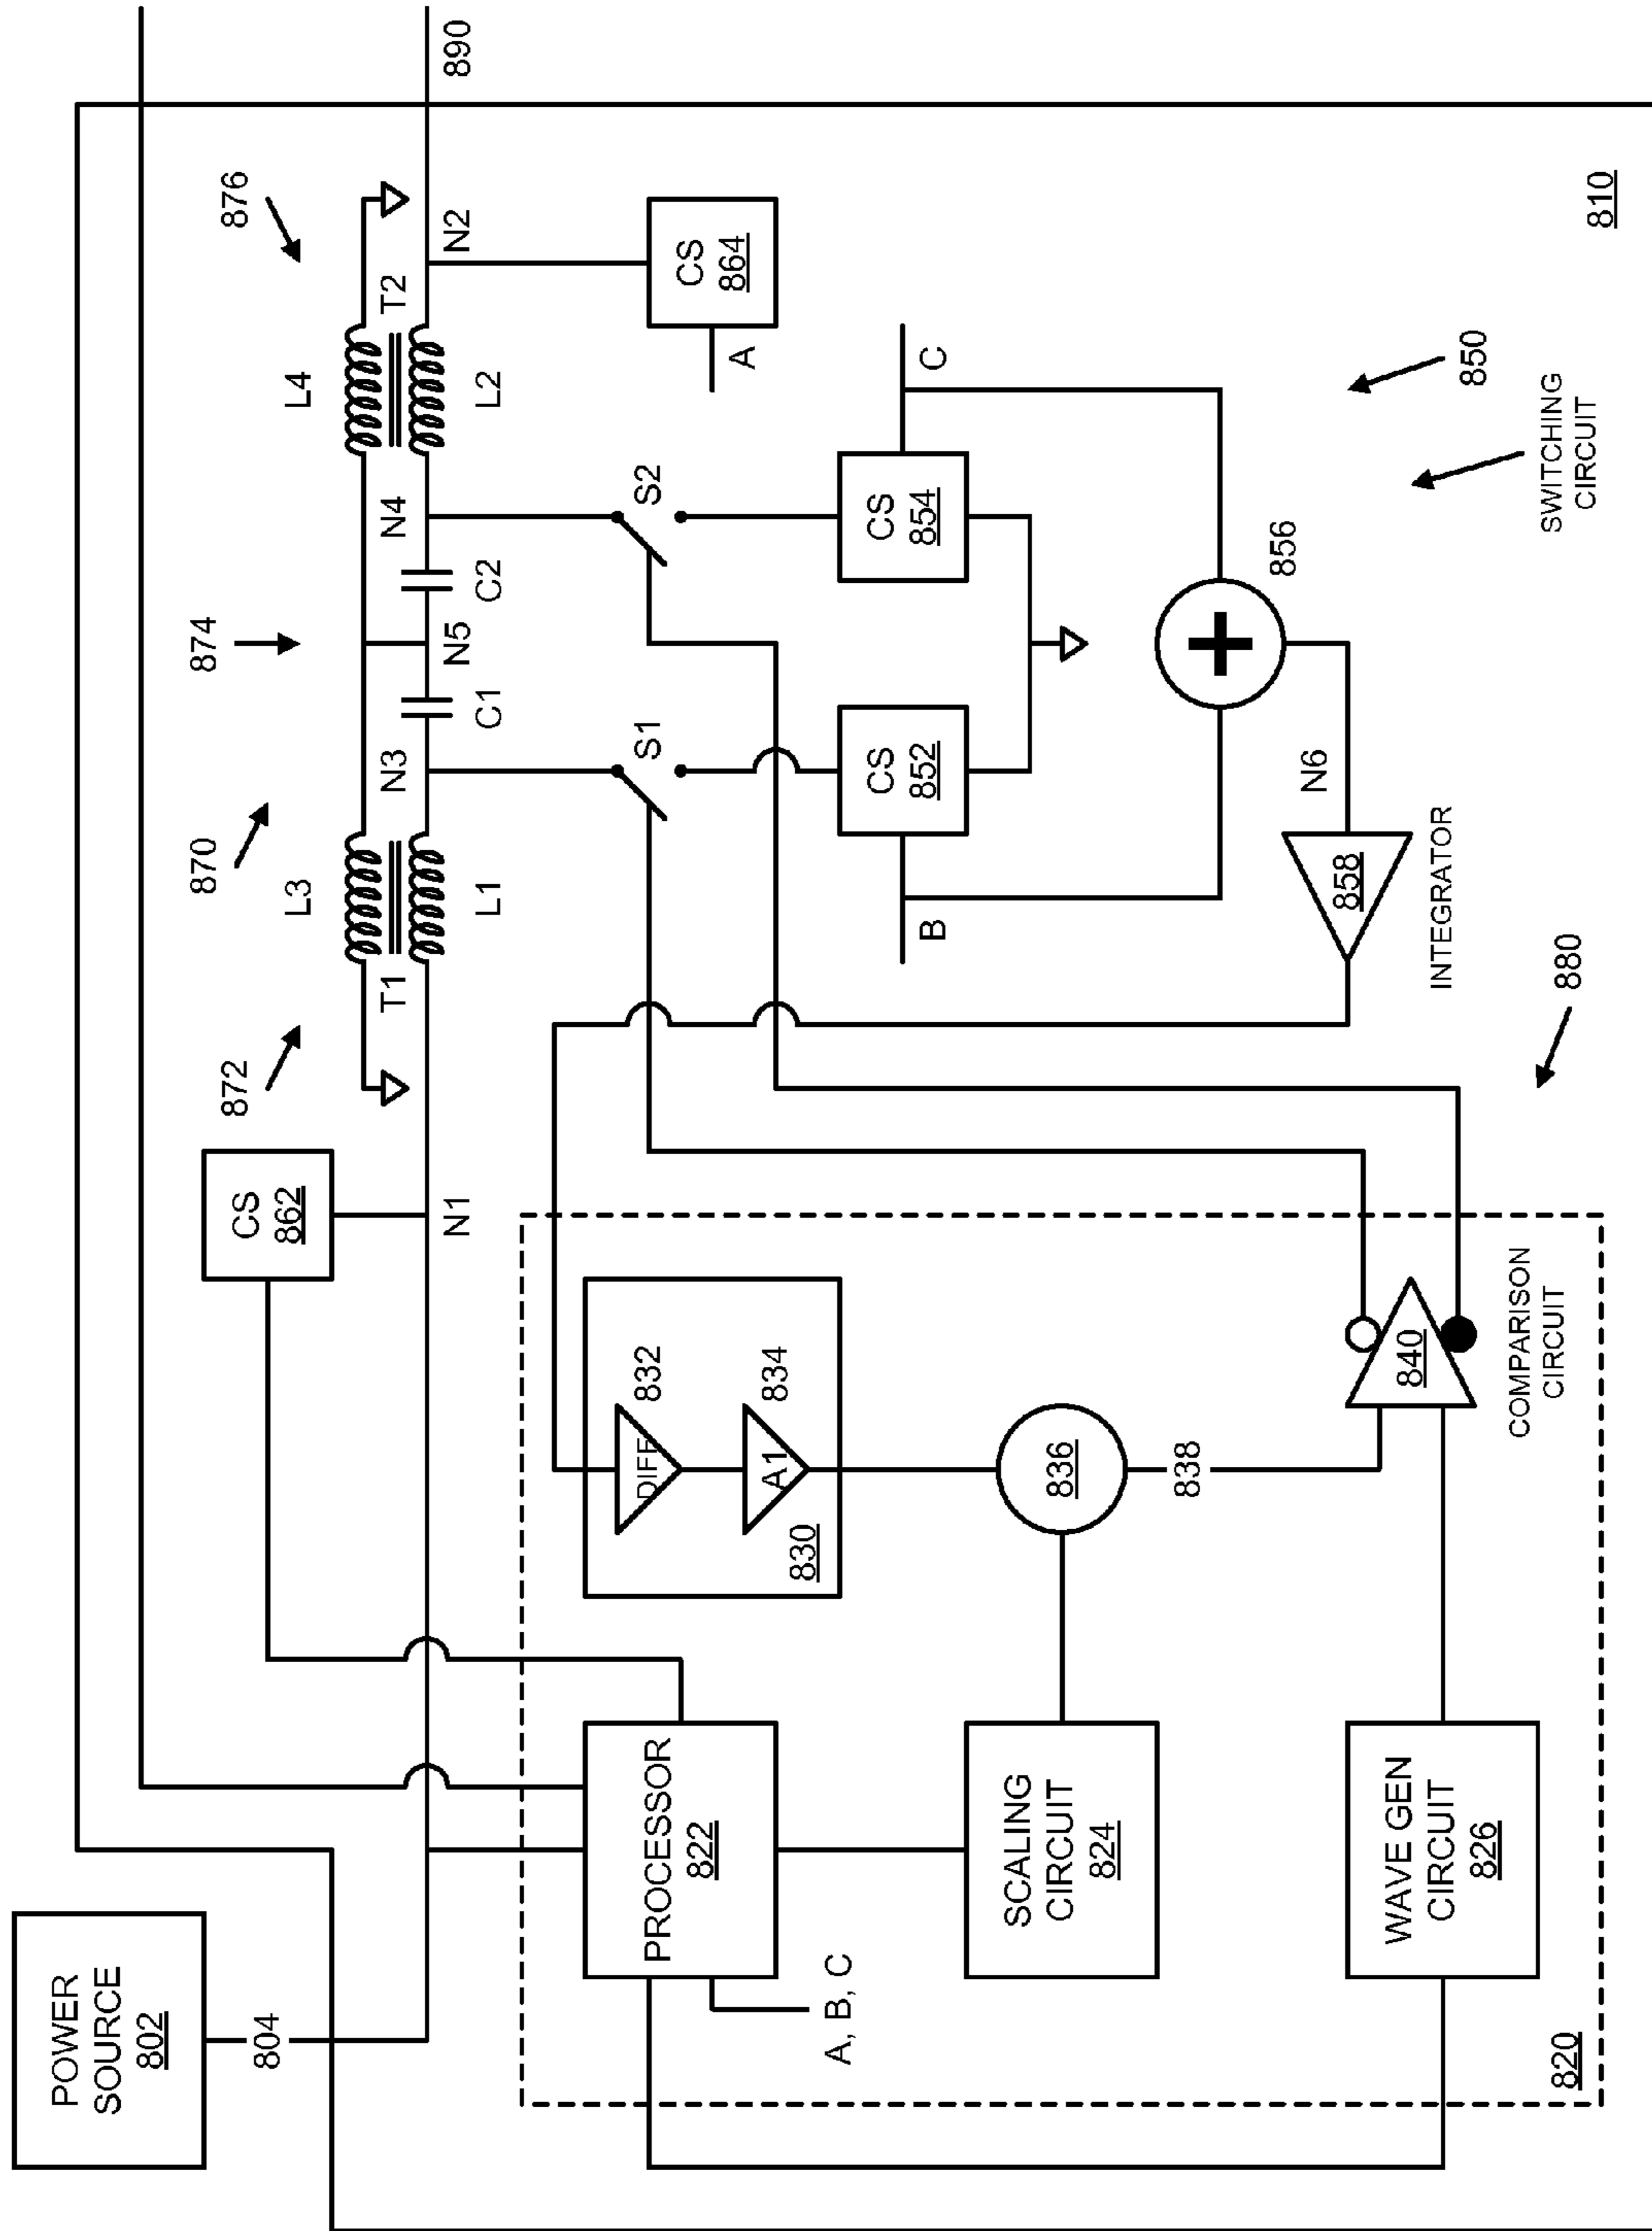 POWER
SOURCE
802
804
872
870
874
876
CS
862
L3
L4
T1
N3
N4
T2
N1
L1
C1
N5
C2
L2
N2
890
S1
S2
CS
864
A
PROCESSOR
822
A, B, C
DIFF
832
A1
834
830
B
CS
852
CS
854
C
SCALING
CIRCUIT
824
836
838
856
N6
858
INTEGRATOR
850
SWITCHING
CIRCUIT
WAVE GEN
CIRCUIT
826
840
COMPARISON
CIRCUIT
880
820
810